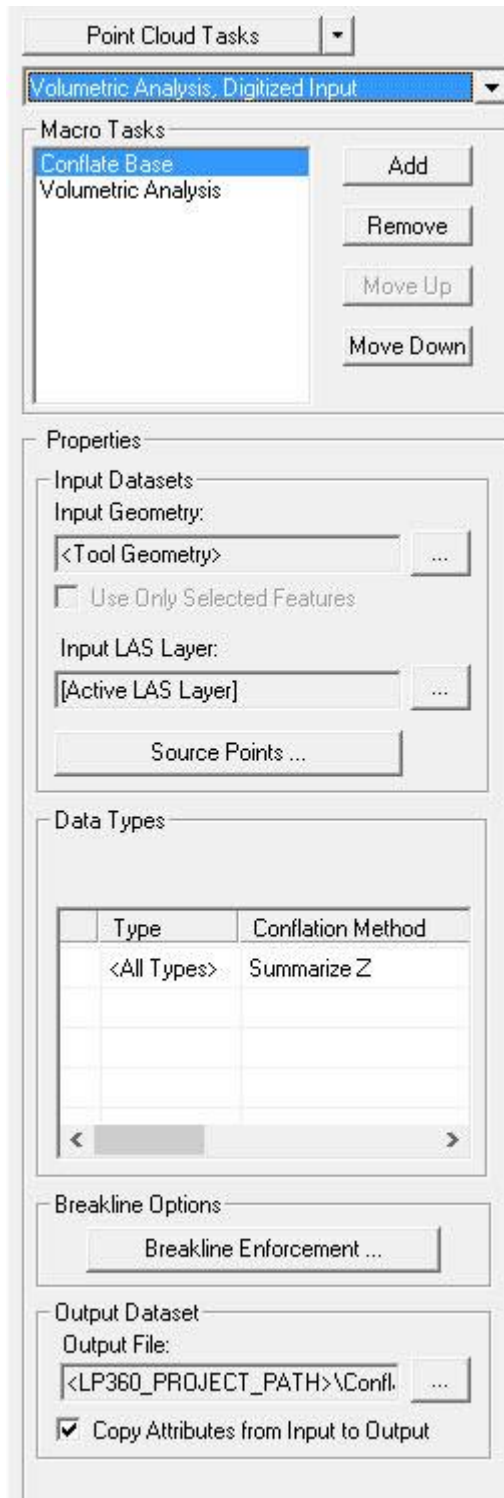 Point Cloud Tasks
Volumetric Analysis, Digitized Input
Macro Tasks
Conflate Base
Volumetric Analysis
Add
Remove
Move Up
Move Down
Properties
Input Datasets
Input Geometry:
<Tool Geometry>
...
Use Only Selected Features
Input LAS Layer:
[Active LAS Layer]
...
Source Points ...
Data Types
Type Conflation Method
<All Types> Summarize Z
Breakline Options
Breakline Enforcement ...
Output Dataset
Output File:
<LP360_PROJECT_PATH>\Confl
...
Copy Attributes from Input to Output